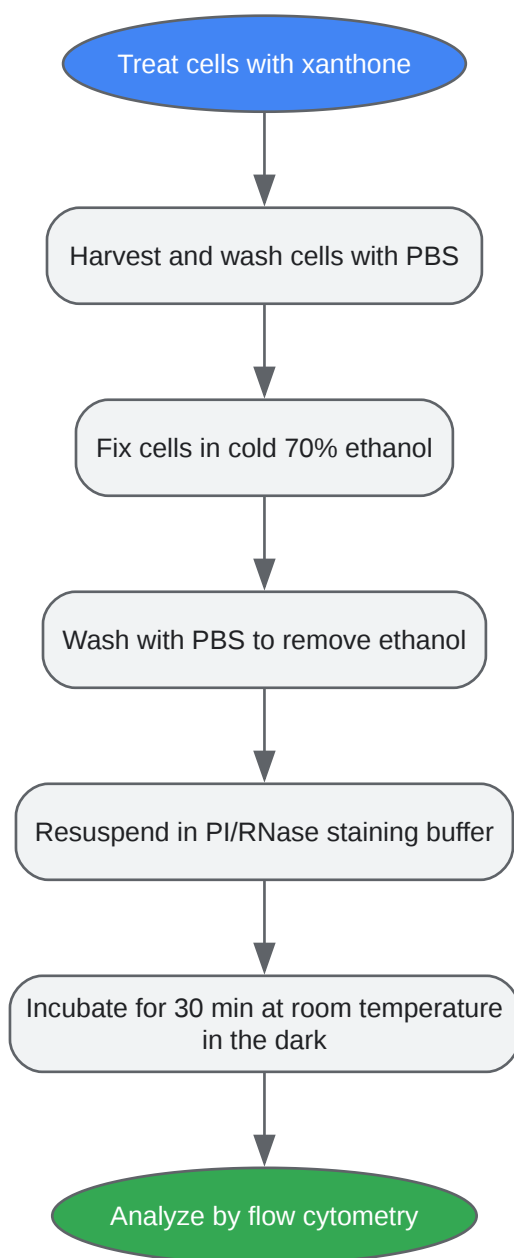 Treat cells with xanthone
Harvest and wash cells with PBS
Fix cells in cold 70% ethanol
Wash with PBS to remove ethanol
Resuspend in PI/RNase staining buffer
Incubate for 30 min at room temperature
in the dark
Analyze by flow cytometry